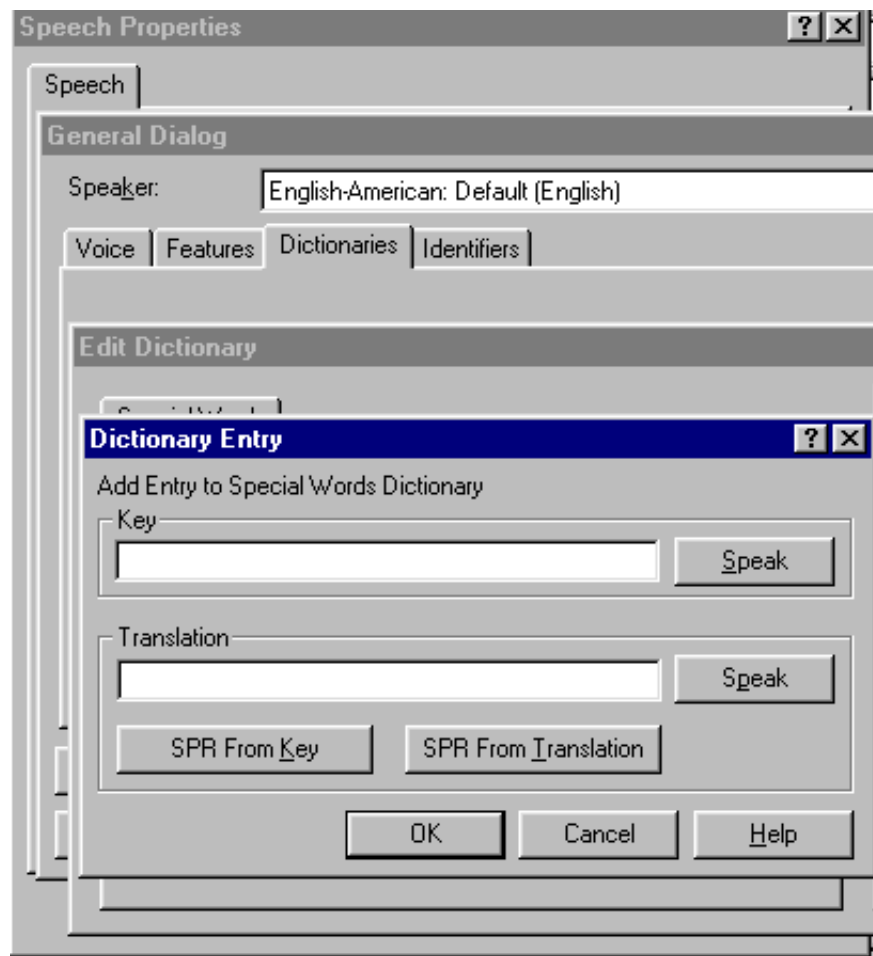 Speech Properties
Speech
General Dialog
Speaker:
English-American: Default (English)
Voice Features Dictionaries Identifiers
Edit Dictionary
Dictionary Entry
Add Entry to Special Words Dictionary
Key
Speak
Translation
Speak
SPR From Key SPR From Translation
OK Cancel Help